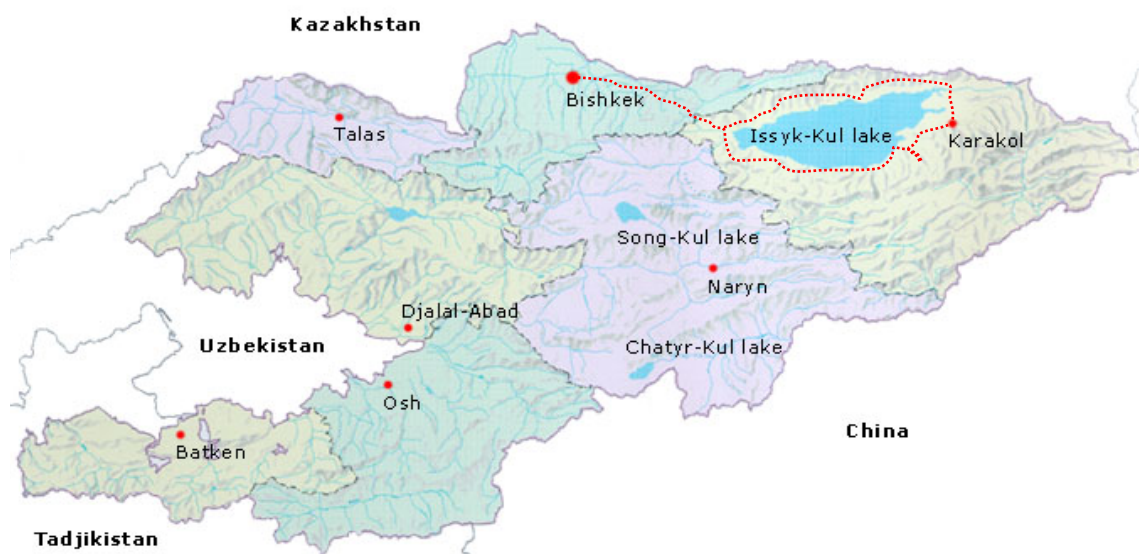 Kazakhstan
Bishkek
Talas
Issyk-Kul lake
Karakol
Song-Kul lake
Naryn
Djalal-Abad
Uzbekistan
Chatyr-Kul lake
Osh
China
Batken
Tadjikistan